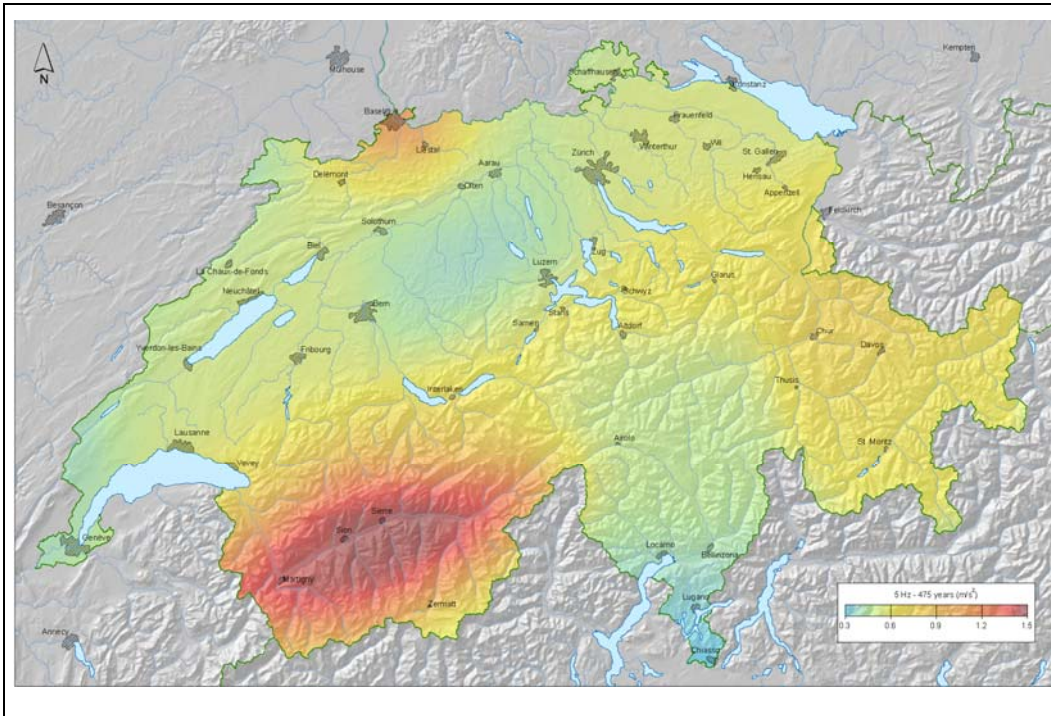 Kempten
Mulhouse
N
Schaffhausen
Konstanz
Basel
Frauenfeld
Liestal
Winterthur
Wil
Zürich
St. Gallen
Aarau
Herisau
Delémont
Olten
Appenzell
Besançon
Feldkirch
Solothurn
Biel
Zug
La Chaux-de-Fonds
Luzern
Glarus
Neuchâtel
Schwyz
Bern
Stans
Sarnen
Altdorf
Chur
Yverdon-les-Bains
Fribourg
Davos
Thusis
Interlaken
Lausanne
Airolo
St. Moritz
Vevey
Sierre
Sion
Genève
Locarno
Bellinzona
Martigny
Zermatt
Lugano
5 Hz - 475 years (m/s²)
0.3 0.6 0.9 1.2 1.5
Annecy
Chiasso